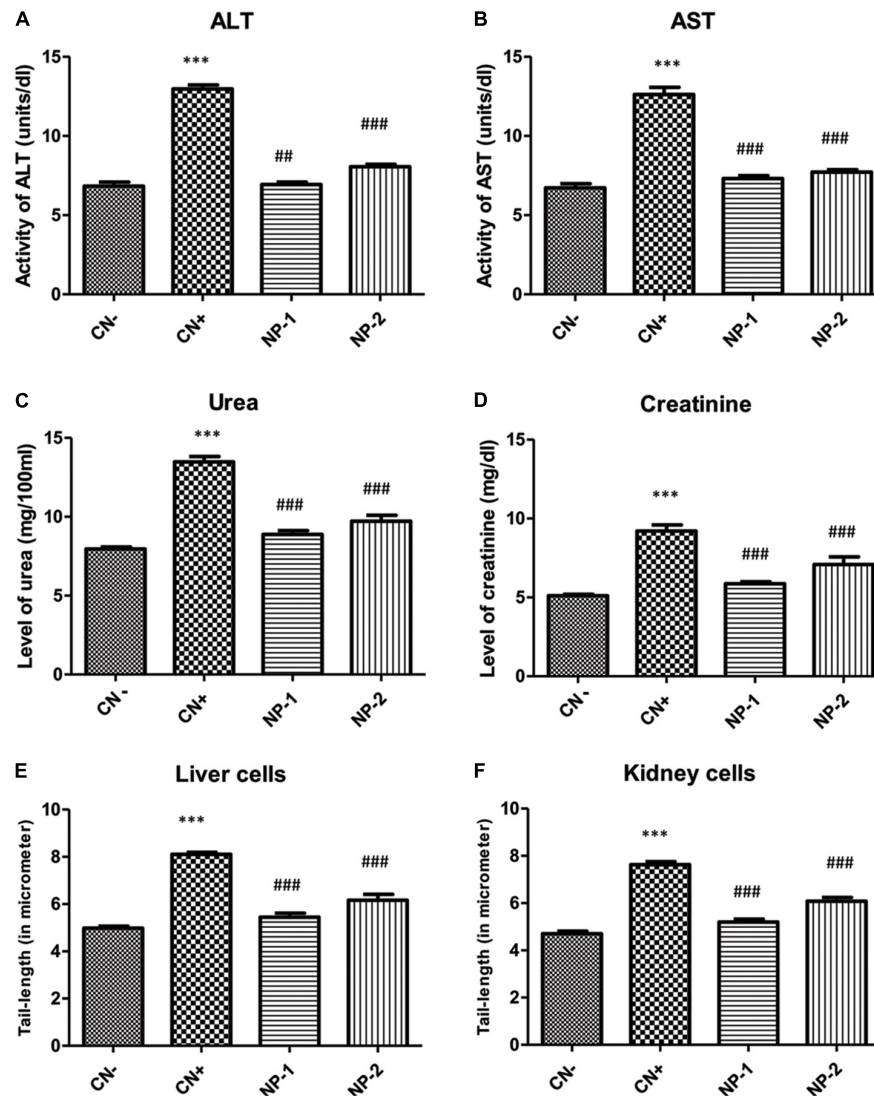 A
ALT
Activity of ALT (units/dl)
15
10
5
0
***
##
###
CN-
CN+
NP-1
NP-2
B
AST
Activity of AST (units/dl)
15
10
5
0
***
###
###
CN-
CN+
NP-1
NP-2
C
Urea
Level of urea (mg/100ml)
15
10
5
0
***
###
###
CN-
CN+
NP-1
NP-2
D
Creatinine
Level of creatinine (mg/dl)
15
10
5
0
***
###
###
CN-
CN+
NP-1
NP-2
E
Liver cells
Tail-length (in micrometer)
10
8
6
4
2
0
***
###
###
CN-
CN+
NP-1
NP-2
F
Kidney cells
Tail-length (in micrometer)
10
8
6
4
2
0
***
###
###
CN-
CN+
NP-1
NP-2